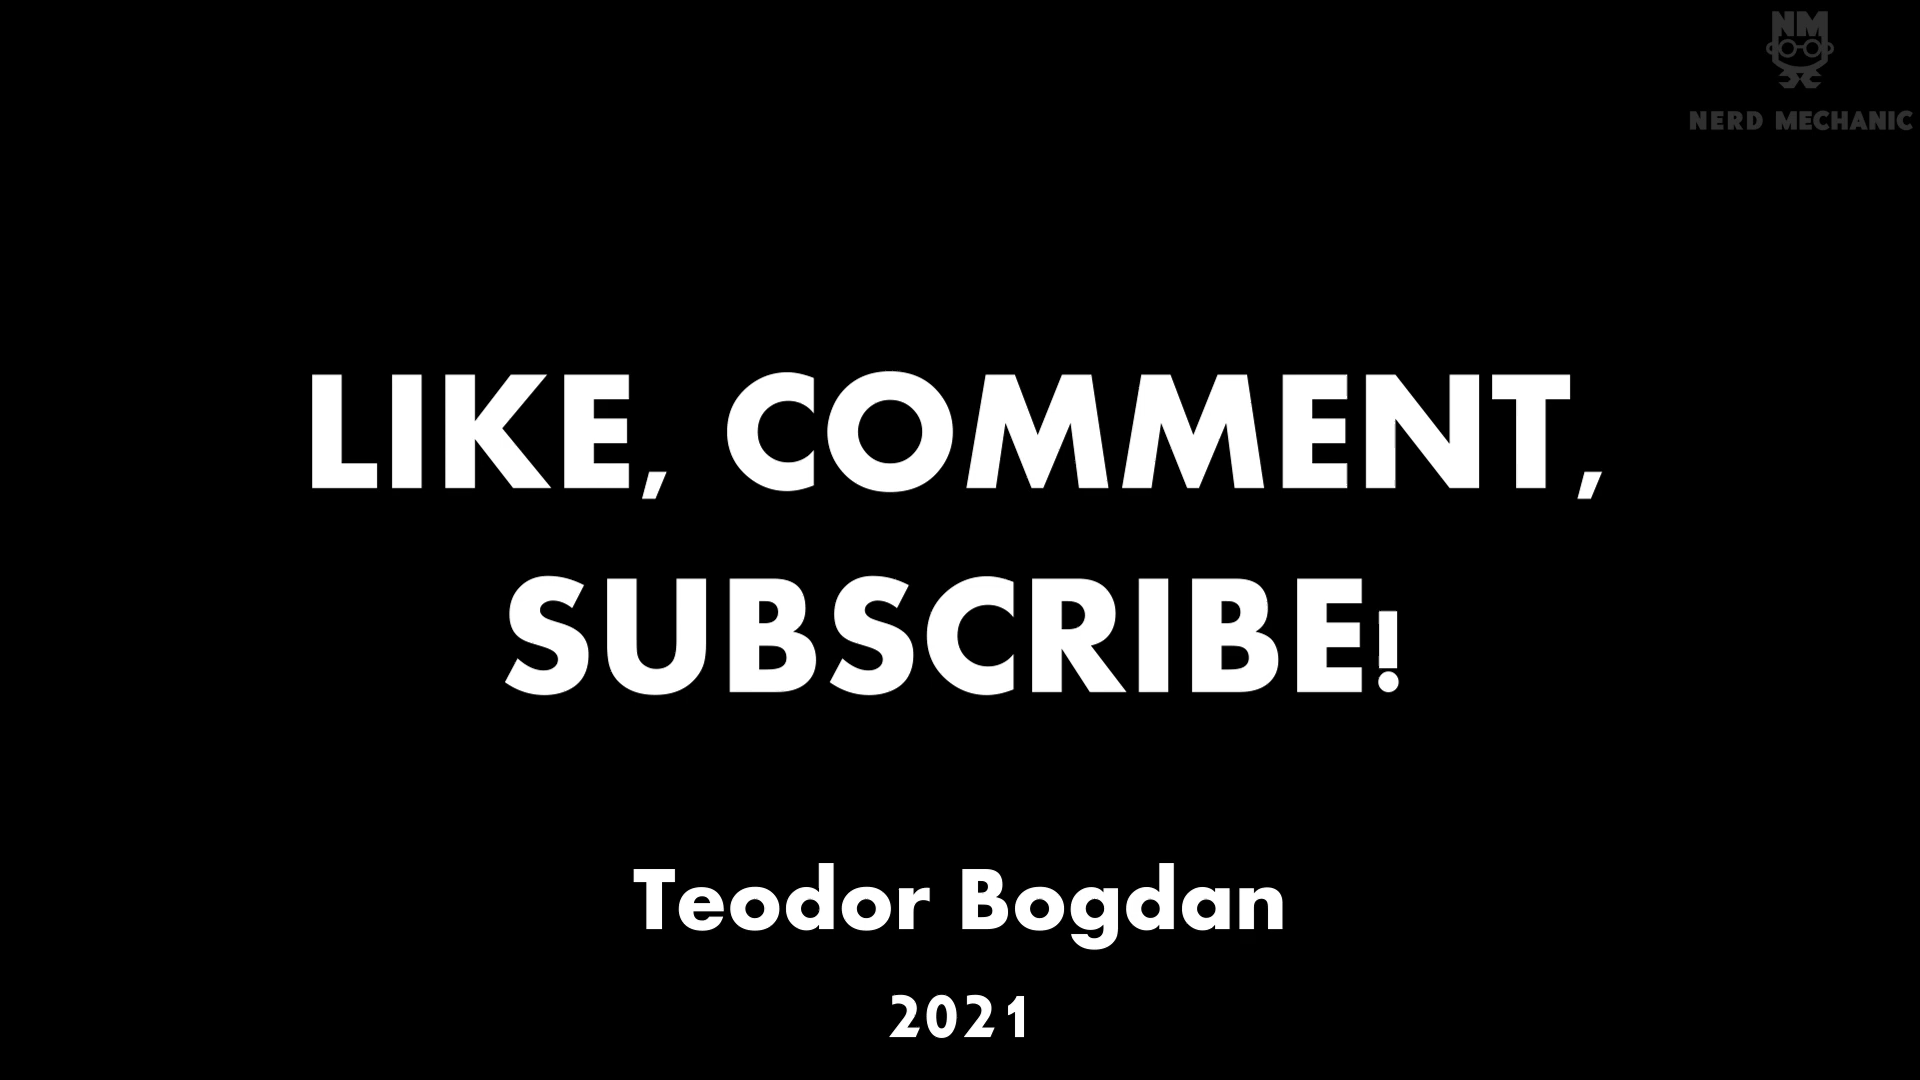 NM
NERD MECHANIC
LIKE, COMMENT,
SUBSCRIBE!
Teodor Bogdan
2021